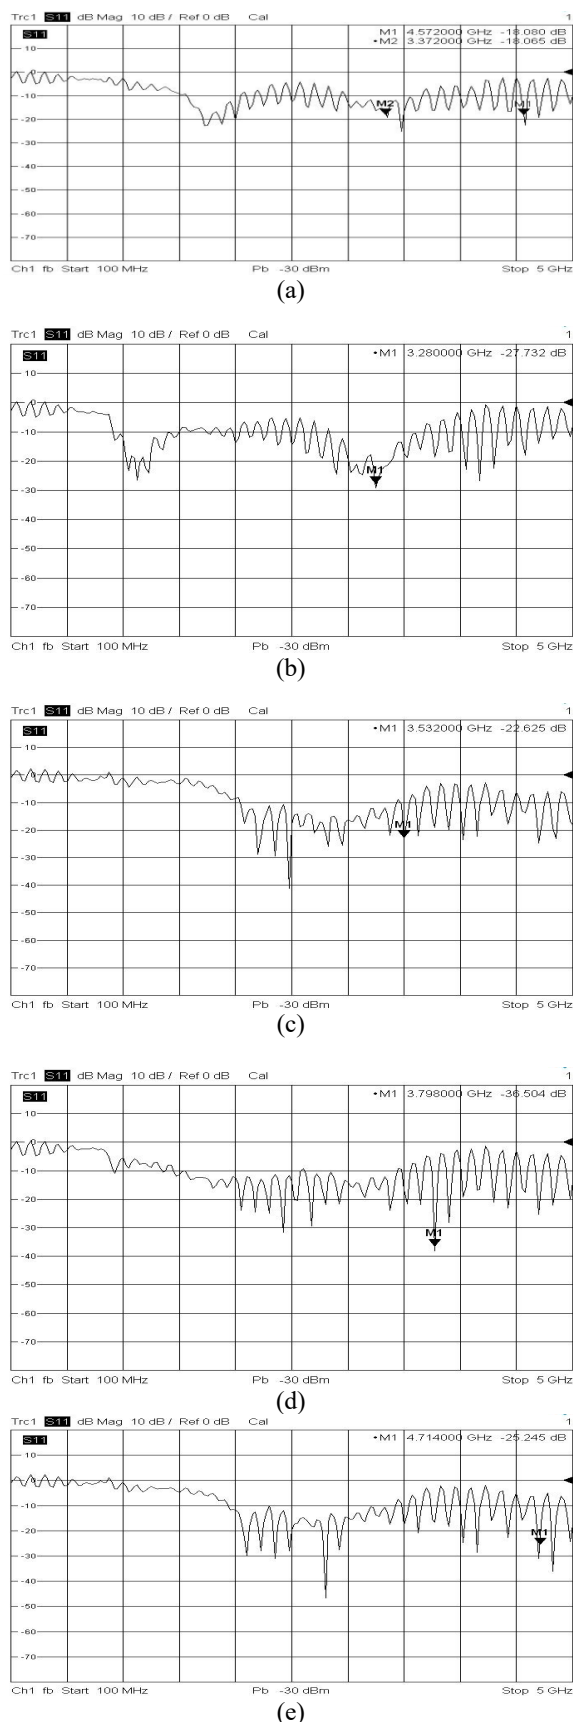 Trc1 S11 dB Mag 10 dB / Ref 0 dB Cal 1
S11 M1 4.572000 GHz -18.080 dB
10 •M2 3.372000 GHz -18.065 dB
0
-10
M2 M1
-20
-30
-40
-50
-60
-70
Ch1 fb Start 100 MHz Pb -30 dBm Stop 5 GHz
(a)
Trc1 S11 dB Mag 10 dB / Ref 0 dB Cal 1
S11 •M1 3.280000 GHz -27.732 dB
10
0
-10
-20
M1
-30
-40
-50
-60
-70
Ch1 fb Start 100 MHz Pb -30 dBm Stop 5 GHz
(b)
Trc1 S11 dB Mag 10 dB / Ref 0 dB Cal 1
S11 •M1 3.532000 GHz -22.625 dB
10
0
-10
M1
-20
-30
-40
-50
-60
-70
Ch1 fb Start 100 MHz Pb -30 dBm Stop 5 GHz
(c)
Trc1 S11 dB Mag 10 dB / Ref 0 dB Cal 1
S11 •M1 3.798000 GHz -36.504 dB
10
0
-10
-20
-30
M1
-40
-50
-60
-70
Ch1 fb Start 100 MHz Pb -30 dBm Stop 5 GHz
(d)
Trc1 S11 dB Mag 10 dB / Ref 0 dB Cal 1
S11 •M1 4.714000 GHz -25.245 dB
10
0
-10
-20
M1
-30
-40
-50
-60
-70
Ch1 fb Start 100 MHz Pb -30 dBm Stop 5 GHz
(e)